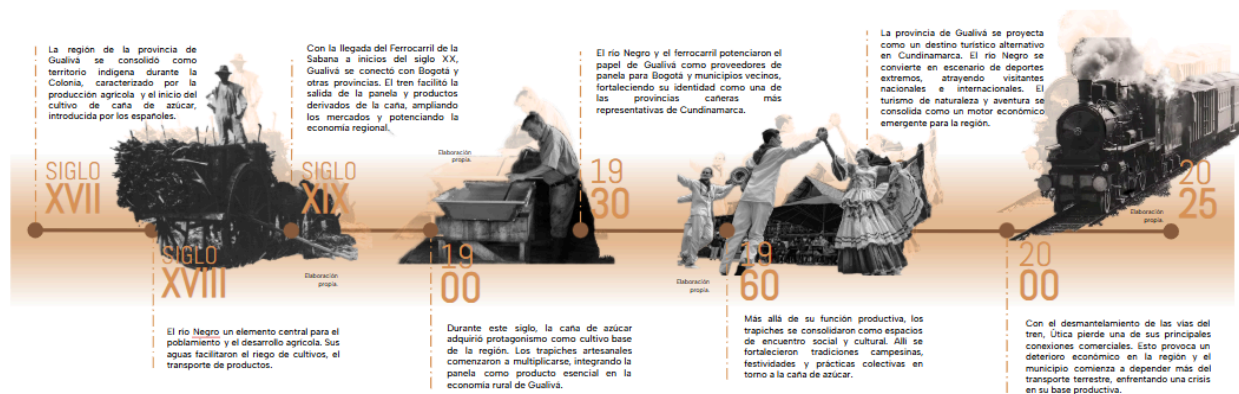 La región de la provincia de
Gualivá se consolidó como
territorio indígena durante la
Colonia, caracterizado por la
producción agrícola y el inicio del
cultivo de caña de azúcar,
introducida por los españoles.
SIGLO
XVII
El río Negro un elemento central para el
poblamiento y el desarrollo agrícola. Sus
aguas facilitaron el riego de cultivos, el
transporte de productos.
SIGLO
XVIII
Con la llegada del Ferrocarril de la
Sabana a inicios del siglo XX,
Gualivá se conectó con Bogotá y
otras provincias. El tren facilitó la
salida de la panela y productos
derivados de la caña, ampliando
los mercados y potenciando la
economía regional.
SIGLO
XIX
Elaboración
propia.
Elaboración
propia.
19
00
Durante este siglo, la caña de azúcar
adquirió protagonismo como cultivo base
de la región. Los trapiches artesanales
comenzaron a multiplicarse, integrando la
panela como producto esencial en la
economía rural de Gualivá.
El río Negro y el ferrocarril potenciaron el
papel de Gualivá como proveedores de
panela para Bogotá y municipios vecinos,
fortaleciendo su identidad como una de
las provincias cañeras más
representativas de Cundinamarca.
19
30
Elaboración
propia.
19
60
Más allá de su función productiva, los
trapiches se consolidaron como espacios
de encuentro social y cultural. Allí se
fortalecieron tradiciones campesinas,
festividades y prácticas colectivas en
torno a la caña de azúcar.
La provincia de Gualivá se proyecta
como un destino turístico alternativo
en Cundinamarca. El río Negro se
convierte en escenario de deportes
extremos, atrayendo visitantes
nacionales e internacionales. El
turismo de naturaleza y aventura se
consolida como un motor económico
emergente para la región.
20
00
Con el desmantelamiento de las vías del
tren, Útica pierde una de sus principales
conexiones comerciales. Esto provoca un
deterioro económico en la región y el
municipio comienza a depender más del
transporte terrestre, enfrentando una crisis
en su base productiva.
Elaboración
propia.
20
25